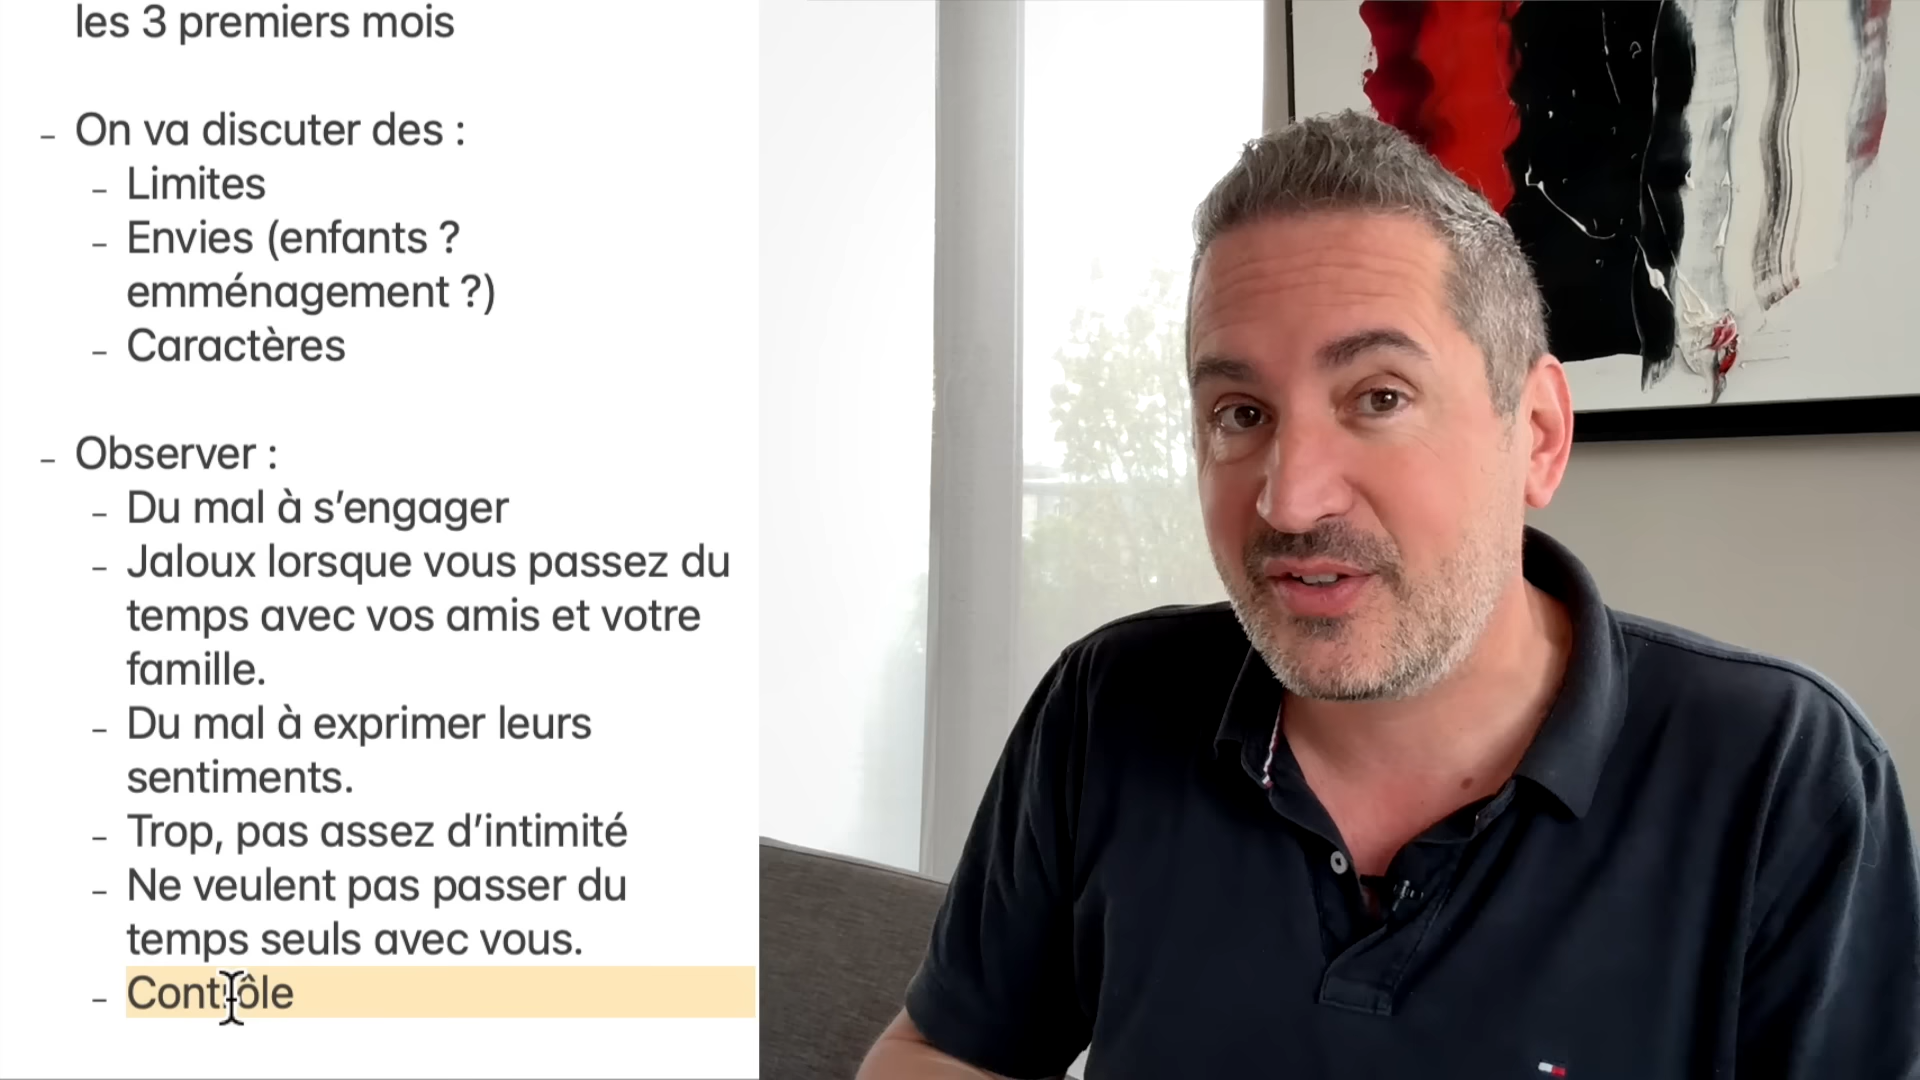 les 3 premiers mois
– On va discuter des :
– Limites
– Envies (enfants ?
emménagement ?)
– Caractères
– Observer :
– Du mal à s’engager
– Jaloux lorsque vous passez du
temps avec vos amis et votre
famille.
– Du mal à exprimer leurs
sentiments.
– Trop, pas assez d’intimité
– Ne veulent pas passer du
temps seuls avec vous.
– Contrôle